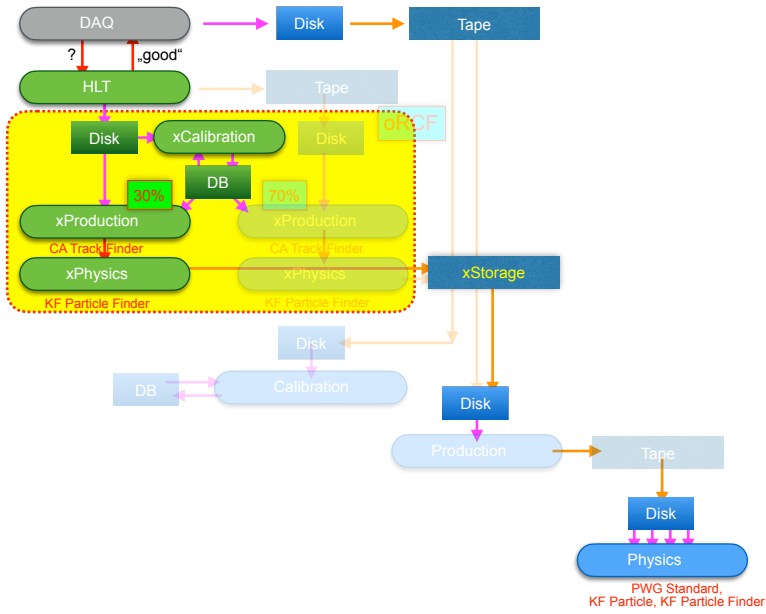 DAQ
Disk
Tape
?
„good“
HLT
Tape
oRCF
Disk
xCalibration
Disk
DB
30%
70%
xProduction
xProduction
CA Track Finder
CA Track Finder
xPhysics
xPhysics
xStorage
KF Particle Finder
KF Particle Finder
Disk
DB
Calibration
Disk
Production
Tape
Disk
Physics
PWG Standard,
KF Particle, KF Particle Finder